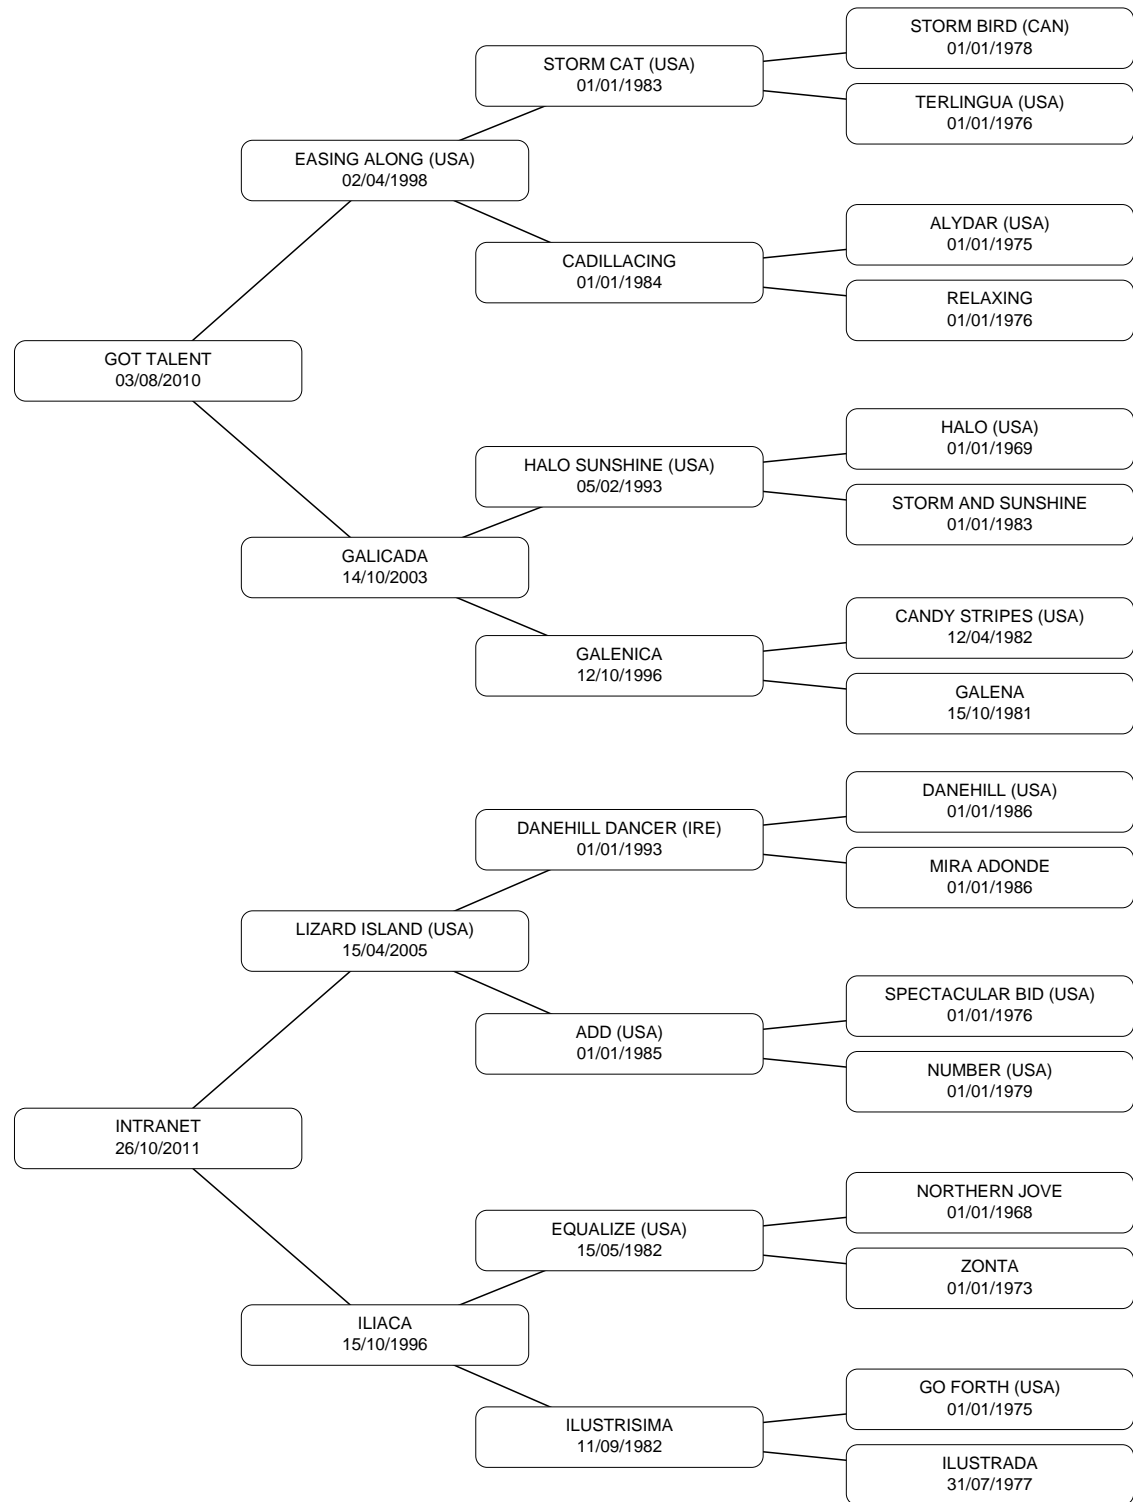 STORM BIRD (CAN)
01/01/1978
STORM CAT (USA)
01/01/1983
TERLINGUA (USA)
01/01/1976
EASING ALONG (USA)
02/04/1998
ALYDAR (USA)
01/01/1975
CADILLACING
01/01/1984
RELAXING
01/01/1976
GOT TALENT
03/08/2010
HALO (USA)
01/01/1969
HALO SUNSHINE (USA)
05/02/1993
STORM AND SUNSHINE
01/01/1983
GALICADA
14/10/2003
CANDY STRIPES (USA)
12/04/1982
GALENICA
12/10/1996
GALENA
15/10/1981
DANEHILL (USA)
01/01/1986
DANEHILL DANCER (IRE)
01/01/1993
MIRA ADONDE
01/01/1986
LIZARD ISLAND (USA)
15/04/2005
SPECTACULAR BID (USA)
01/01/1976
ADD (USA)
01/01/1985
NUMBER (USA)
01/01/1979
INTRANET
26/10/2011
NORTHERN JOVE
01/01/1968
EQUALIZE (USA)
15/05/1982
ZONTA
01/01/1973
ILIACA
15/10/1996
GO FORTH (USA)
01/01/1975
ILUSTRISIMA
11/09/1982
ILUSTRADA
31/07/1977